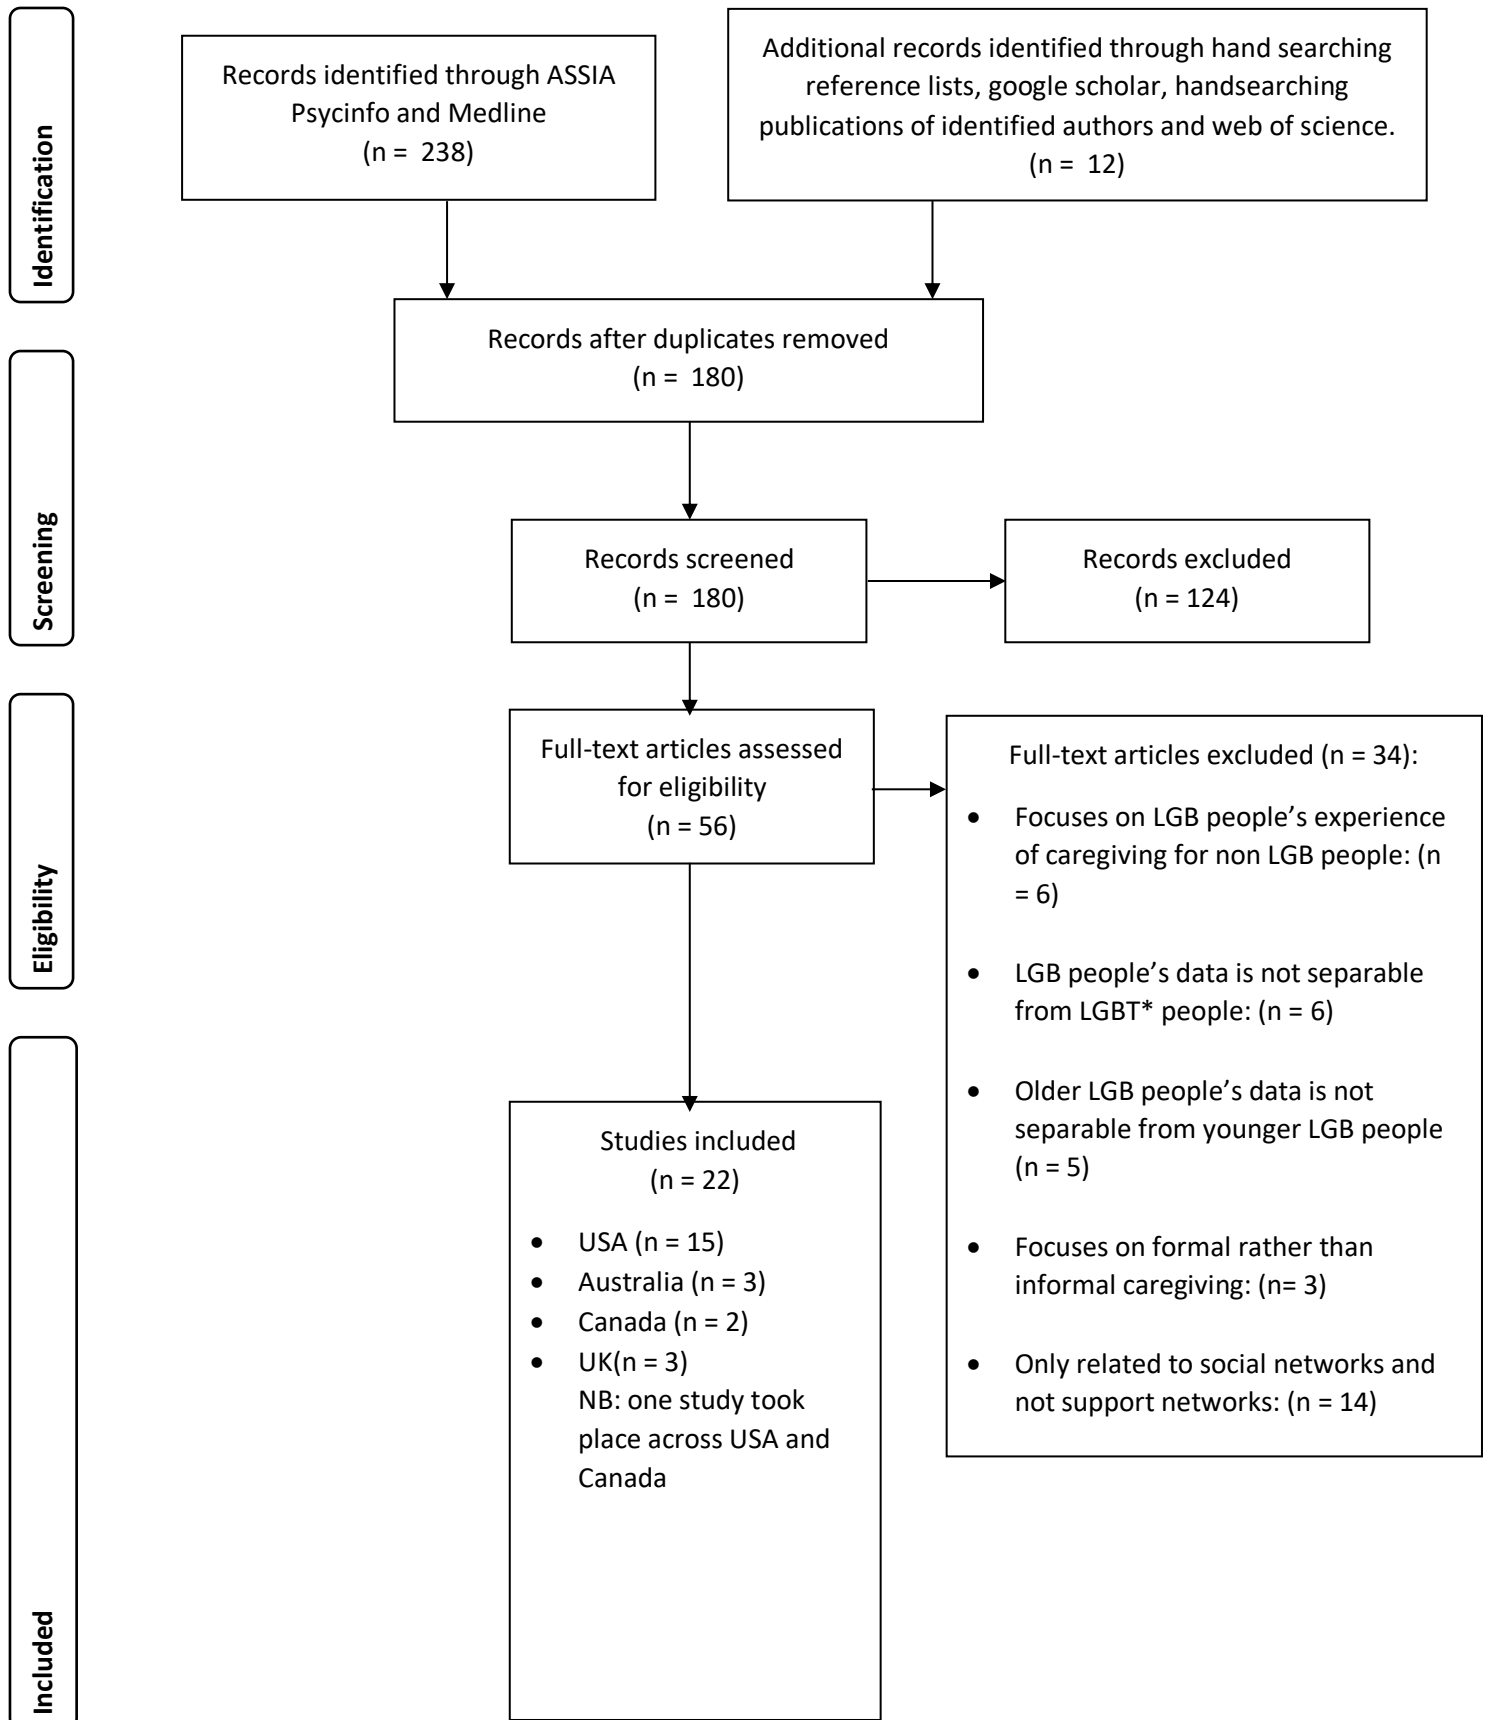 Identification
Records identified through ASSIA
Psycinfo and Medline
(n =  238)
Additional records identified through hand searching
reference lists, google scholar, handsearching
publications of identified authors and web of science.
(n =  12)
Records after duplicates removed
(n =  180)
Screening
Records screened
(n =  180)
Records excluded
(n = 124)
Eligibility
Full-text articles assessed
for eligibility
(n = 56)
Full-text articles excluded (n = 34):
• Focuses on LGB people’s experience
of caregiving for non LGB people: (n
= 6)
• LGB people’s data is not separable
from LGBT* people: (n = 6)
• Older LGB people’s data is not
separable from younger LGB people
(n = 5)
• Focuses on formal rather than
informal caregiving: (n= 3)
• Only related to social networks and
not support networks: (n = 14)
Included
Studies included
(n = 22)
• USA (n = 15)
• Australia (n = 3)
• Canada (n = 2)
• UK(n = 3)
NB: one study took
place across USA and
Canada